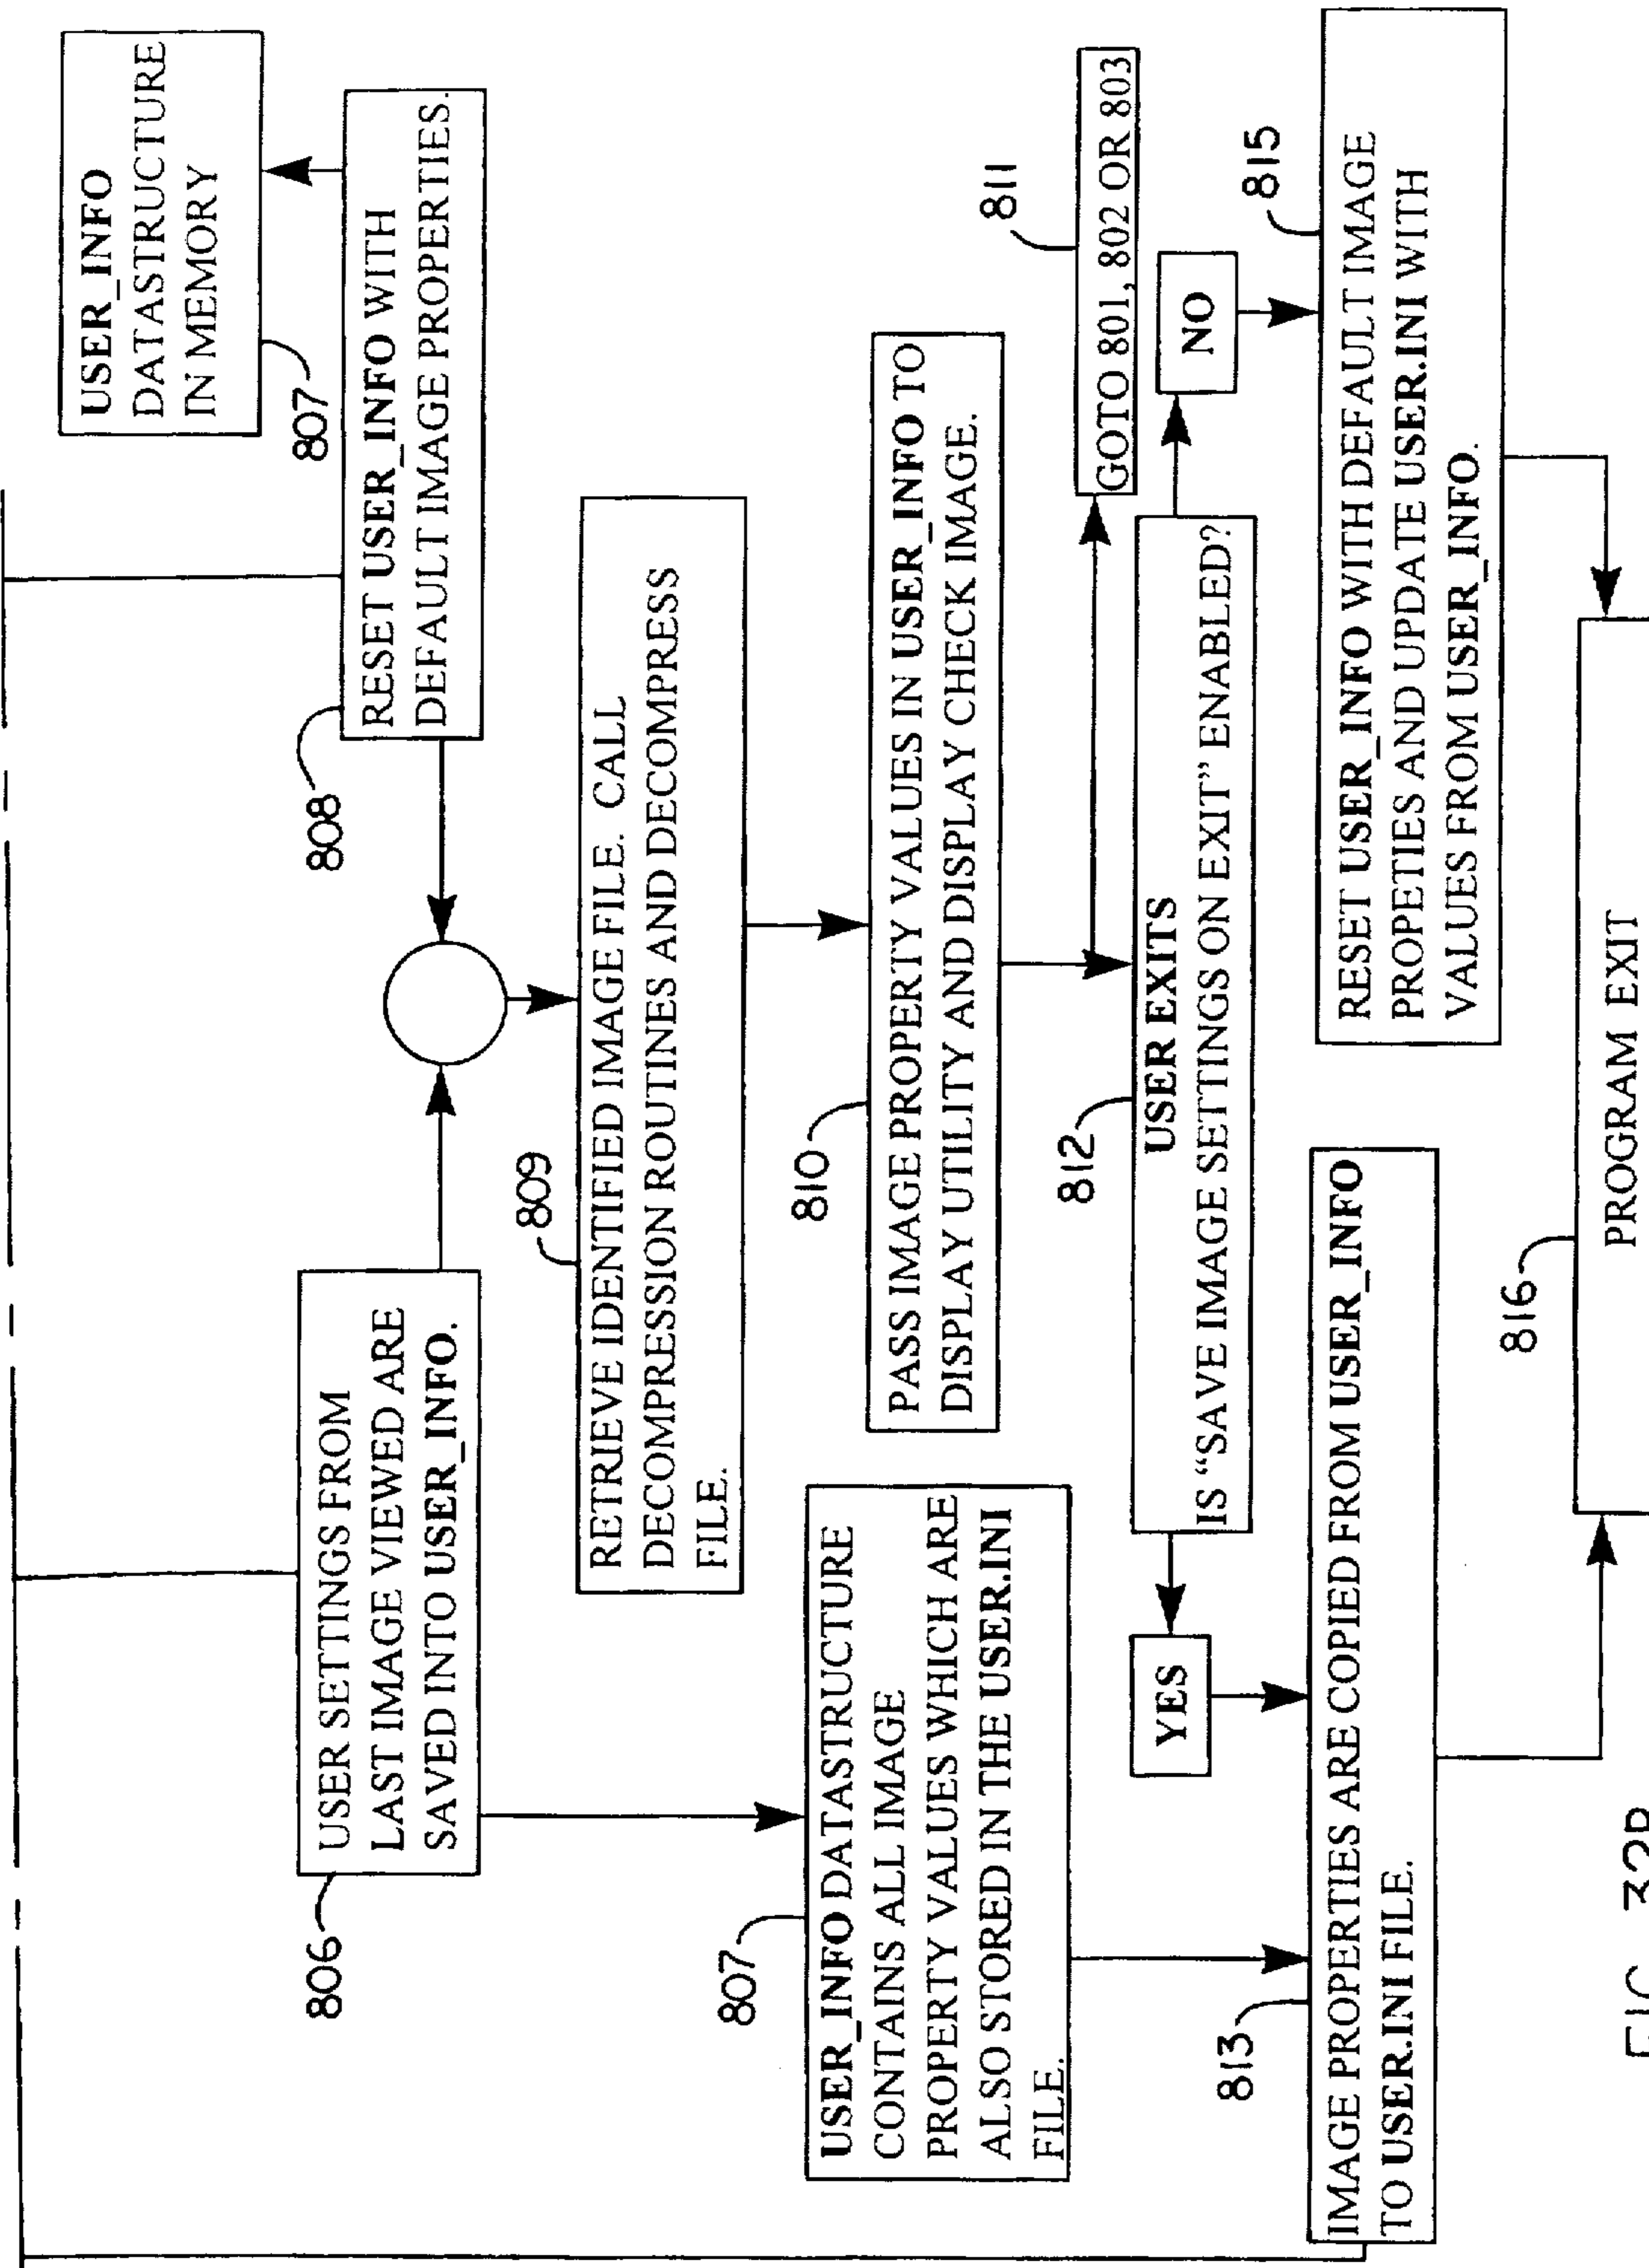 USER_INFO
DATASTRUCTURE
IN MEMORY
807
808
RESET USER_INFO WITH
DEFAULT IMAGE PROPERTIES.
806
USER SETTINGS FROM
LAST IMAGE VIEWED ARE
SAVED INTO USER_INFO.
809
RETRIEVE IDENTIFIED IMAGE FILE. CALL
DECOMPRESSION ROUTINES AND DECOMPRESS
FILE.
807
USER_INFO DATASTRUCTURE
CONTAINS ALL IMAGE
PROPERTY VALUES WHICH ARE
ALSO STORED IN THE USER.INI
FILE.
810
PASS IMAGE PROPERTY VALUES IN USER_INFO TO
DISPLAY UTILITY AND DISPLAY CHECK IMAGE.
811
GOTO 801, 802 OR 803
812
USER EXITS
IS “SAVE IMAGE SETTINGS ON EXIT” ENABLED?
YES
NO
813
IMAGE PROPERTIES ARE COPIED FROM USER_INFO
TO USER.INI FILE.
815
RESET USER_INFO WITH DEFAULT IMAGE
PROPETIES AND UPDATE USER.INI WITH
VALUES FROM USER_INFO.
816
PROGRAM EXIT
FIG. 32B